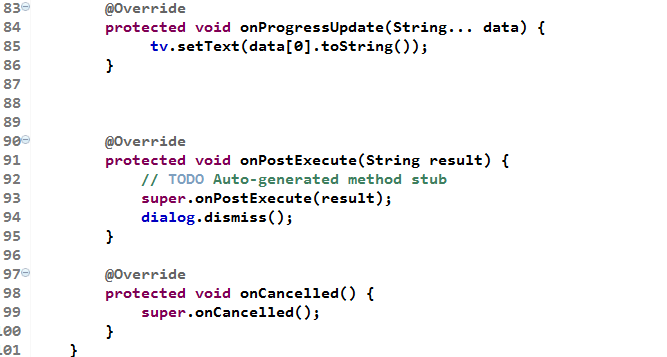 83 @Override
84 protected void onProgressUpdate(String... data) {
85 tv.setText(data[0].toString());
86 }
87
88
89
90 @Override
91 protected void onPostExecute(String result) {
92 // TODO Auto-generated method stub
93 super.onPostExecute(result);
94 dialog.dismiss();
95 }
96
97 @Override
98 protected void onCancelled() {
99 super.onCancelled();
100 }
101 }